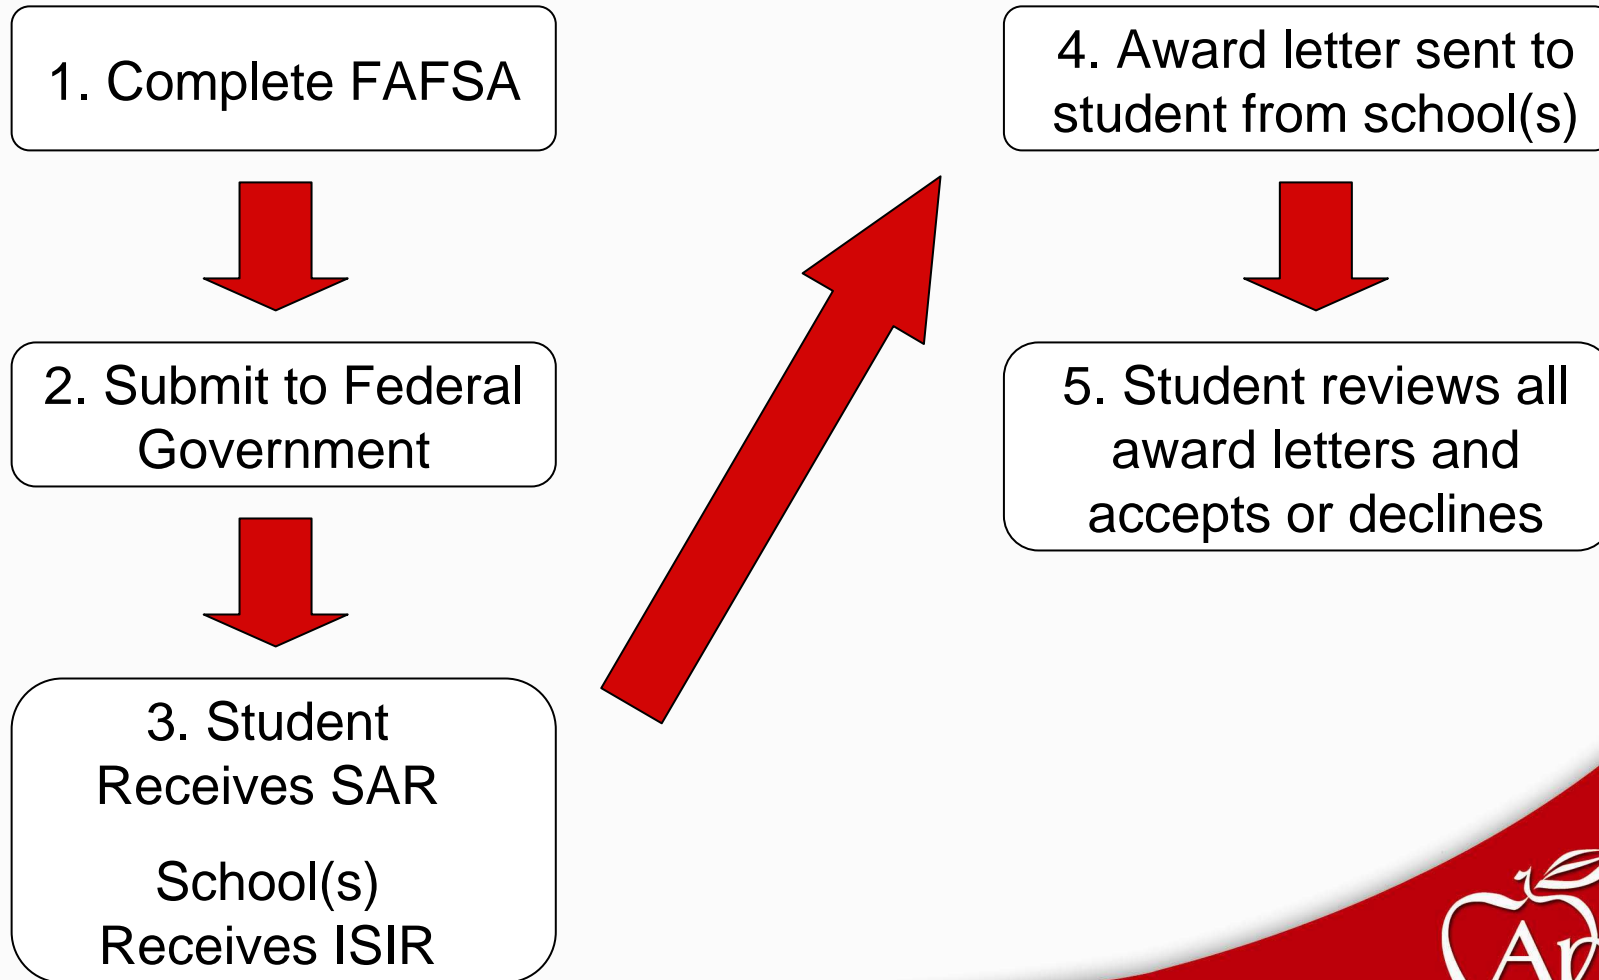 1. Complete FAFSA
2. Submit to Federal
Government
3. Student
Receives SAR
School(s)
Receives ISIR
4. Award letter sent to
student from school(s)
5. Student reviews all
award letters and
accepts or declines